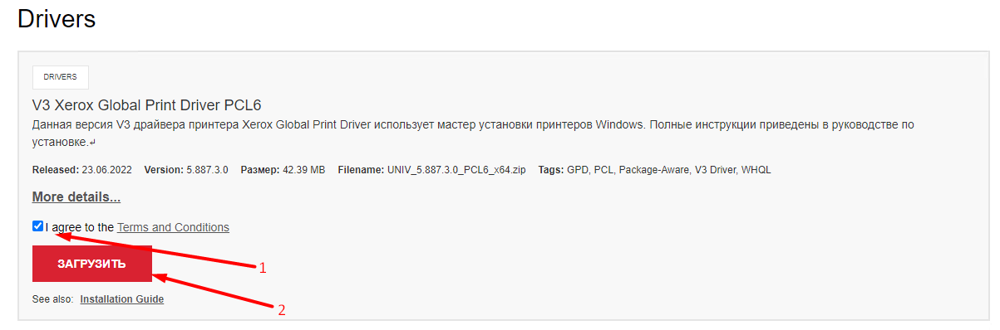 Drivers
DRIVERS
V3 Xerox Global Print Driver PCL6
Данная версия V3 драйвера принтера Xerox Global Print Driver использует мастер установки принтеров Windows. Полные инструкции приведены в руководстве по
установке.↵
Released: 23.06.2022 Version: 5.887.3.0 Размер: 42.39 MB Filename: UNIV_5.887.3.0_PCL6_x64.zip Tags: GPD, PCL, Package-Aware, V3 Driver, WHQL
More details...
I agree to the Terms and Conditions
ЗАГРУЗИТЬ
1
See also: Installation Guide
2